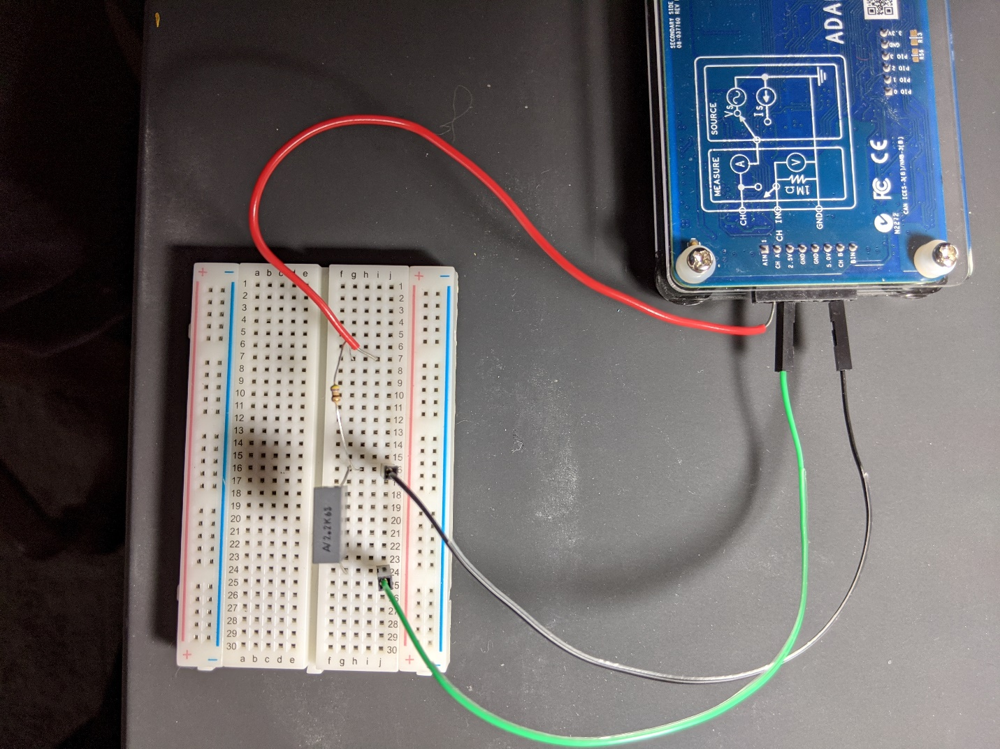 SECONDARY SIDE
08-037760 REV
ADA
3.3V
GND
PIO 3
PIO 2
PIO 1
PIO 0
R13
R56
SOURCE
Vs
Is
MEASURE
A
V
1M Ω
CH
CH IN
GND
FC CE
CAN ICES-3(B)/NMB-3(B)
N2272
AIN
CH A
2.5V
GND
GND
5.0V
CH B
BIN
+ − a b c d e f g h i j + −
1 1
2 2
3 3
4 4
5 5
6 6
7 7
8 8
9 9
10 10
11 11
12 12
13 13
14 14
15 15
16 6
17
18 18
19 19
20 20
21 21
22 22
23 23
24 24
25 25
26 26
27 27
28 28
29 29
30 30
+ − a b c d e f g h i j +
A/2.2K63